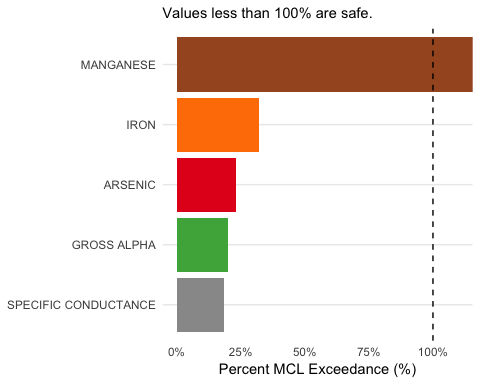 Values less than 100% are safe.
MANGANESE
IRON
ARSENIC
GROSS ALPHA
SPECIFIC CONDUCTANCE
0% 25% 50% 75% 100%
Percent MCL Exceedance (%)